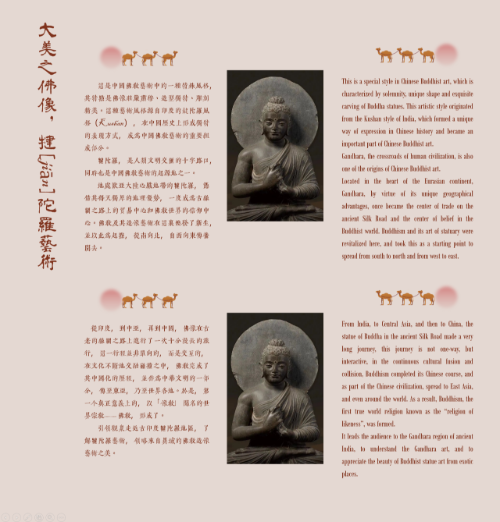 大美之佛像，揵[jiān]陀羅藝術
這是中國佛教藝術中的一種特殊風格，
其特點是佛像莊嚴肅穆、造型獨特、雕刻
精美。這種藝術風格源自印度的犍陀羅風
格 (Kushan) ，在中國歷史上形成獨特
的表現方式，成為中國佛教藝術的重要組
成部分。
犍陀羅，是人類文明交匯的十字路口，
同時也是中國佛教藝術的起源點之一。
地處歐亞大陸心臟地帶的犍陀羅，憑
借其得天獨厚的地理優勢，一度成為古絲
綢之路上的貿易中心和佛教世界的信仰中
心。佛教及其造像藝術在這裏煥發了新生，
並以此為起點，從南向北，自西向東傳播
開去。
This is a special style in Chinese Buddhist art, which is
characterized by solemnity, unique shape and exquisite
carving of Buddha statues. This artistic style originated
from the Kushan style of India, which formed a unique
way of expression in Chinese history and became an
important part of Chinese Buddhist art.
Gandhara, the crossroads of human civilization, is also
one of the origins of Chinese Buddhist art.
Located in the heart of the Eurasian continent,
Gandhara, by virtue of its unique geographical
advantages, once became the center of trade on the
ancient Silk Road and the center of belief in the
Buddhist world. Buddhism and its art of statuary were
revitalized here, and took this as a starting point to
spread from south to north and from west to east.
從印度，到中亞，再到中國，佛像在古
老的絲綢之路上進行了一次十分漫長的旅
行，這一行程並非單向的，而是交互的，
在文化不斷地交錯碰撞之中，佛教完成了
其中國化的歷程，並作為中華文明的一部
分，傳至東亞，乃至世界各地。於是，第
一個真正意義上的，以「像教」聞名的世
界宗教……佛教，形成了。
引領觀眾走近古印度犍陀羅地區，了
解犍陀羅藝術，領略來自異域的佛教造像
藝術之美。
From India, to Central Asia, and then to China, the
statue of Buddha in the ancient Silk Road made a very
long journey, this journey is not one-way, but
interactive, in the continuous cultural fusion and
collision, Buddhism completed its Chinese course, and
as part of the Chinese civilization, spread to East Asia,
and even around the world. As a result, Buddhism, the
first true world religion known as the "religion of
likeness", was formed.
It leads the audience to the Gandhara region of ancient
India, to understand the Gandhara art, and to
appreciate the beauty of Buddhist statue art from exotic
places.